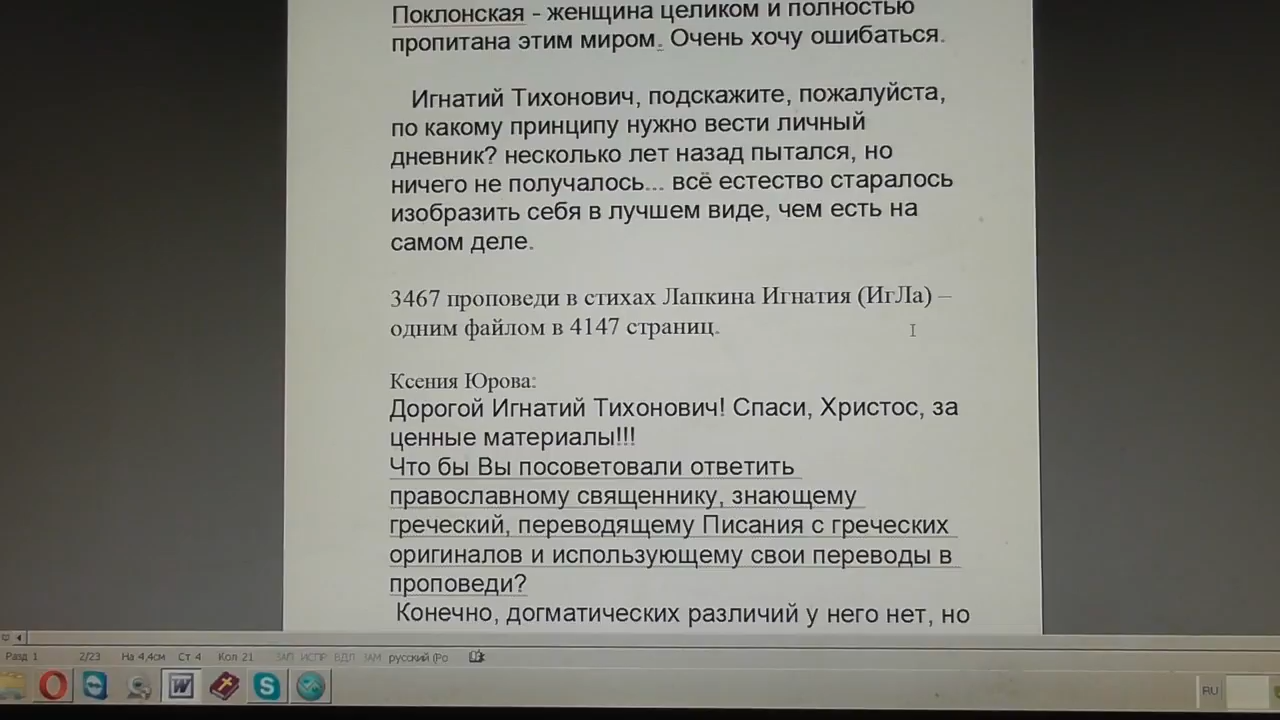 Поклонская - женщина целиком и полностью
пропитана этим миром. Очень хочу ошибаться.
Игнатий Тихонович, подскажите, пожалуйста,
по какому принципу нужно вести личный
дневник? несколько лет назад пытался, но
ничего не получалось... всё естество старалось
изобразить себя в лучшем виде, чем есть на
самом деле.
3467 проповеди в стихах Лапкина Игнатия (ИгЛа) –
одним файлом в 4147 страниц.
Ксения Юрова:
Дорогой Игнатий Тихонович! Спаси, Христос, за
ценные материалы!!!
Что бы Вы посоветовали ответить
православному священнику, знающему
греческий, переводящему Писания с греческих
оригиналов и использующему свои переводы в
проповеди?
Конечно, догматических различий у него нет, но
Разд 1 2/23 На 4,4см Ст 4 Кол 21 ЗАП ИСПР ВДЛ ЗАМ русский (Ро
RU